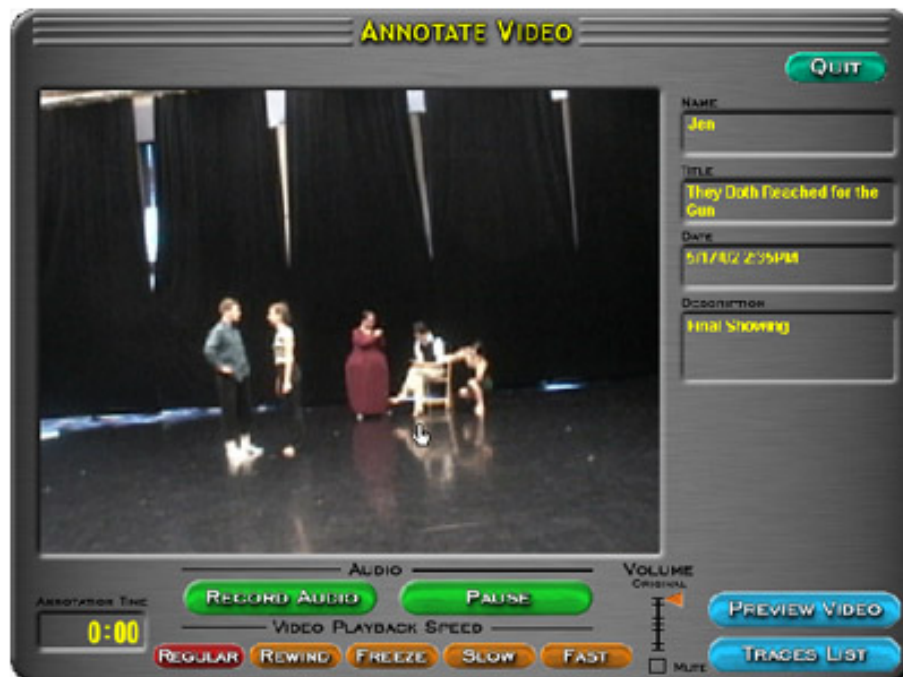 ANNOTATE VIDEO
QUIT
NAME
Jen
TITLE
They Both Reached for the
Gun
DATE
5/17/02 2:35PM
DESCRIPTION
Final Showing
AUDIO
RECORD AUDIO
PAUSE
VOLUME
ORIGINAL
ANNOTATION TIME
0:00
VIDEO PLAYBACK SPEED
REGULAR
REWIND
FREEZE
SLOW
FAST
MUTE
PREVIEW VIDEO
TRACES LIST